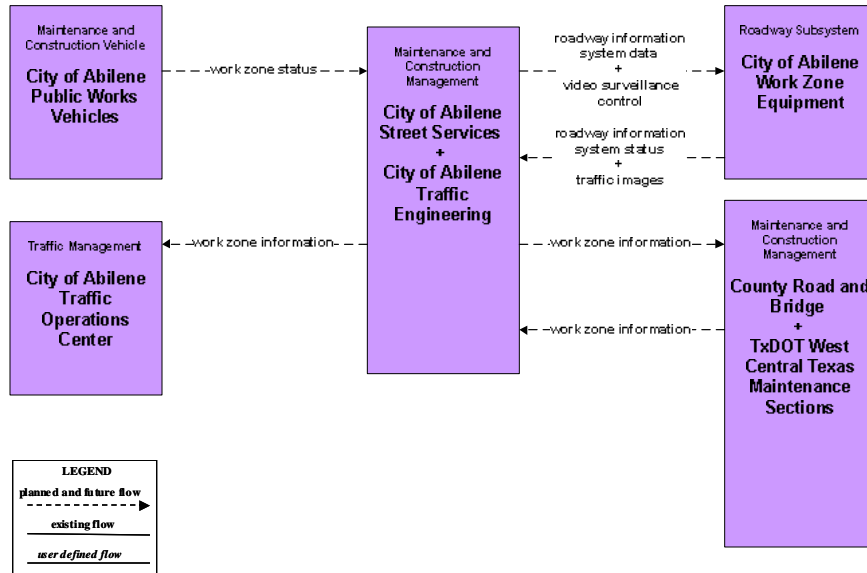 Maintenance and
Construction Vehicle
City of Abilene
Public Works
Vehicles
work zone status
Maintenance and
Construction
Management
City of Abilene
Street Services
+
City of Abilene
Traffic
Engineering
roadway information
system data
+
video surveillance
control
roadway information
system status
+
traffic images
Roadway Subsystem
City of Abilene
Work Zone
Equipment
Traffic Management
City of Abilene
Traffic
Operations
Center
work zone information
work zone information
work zone information
Maintenance and
Construction
Management
County Road and
Bridge
+
TxDOT West
Central Texas
Maintenance
Sections
LEGEND
planned and future flow
existing flow
user defined flow